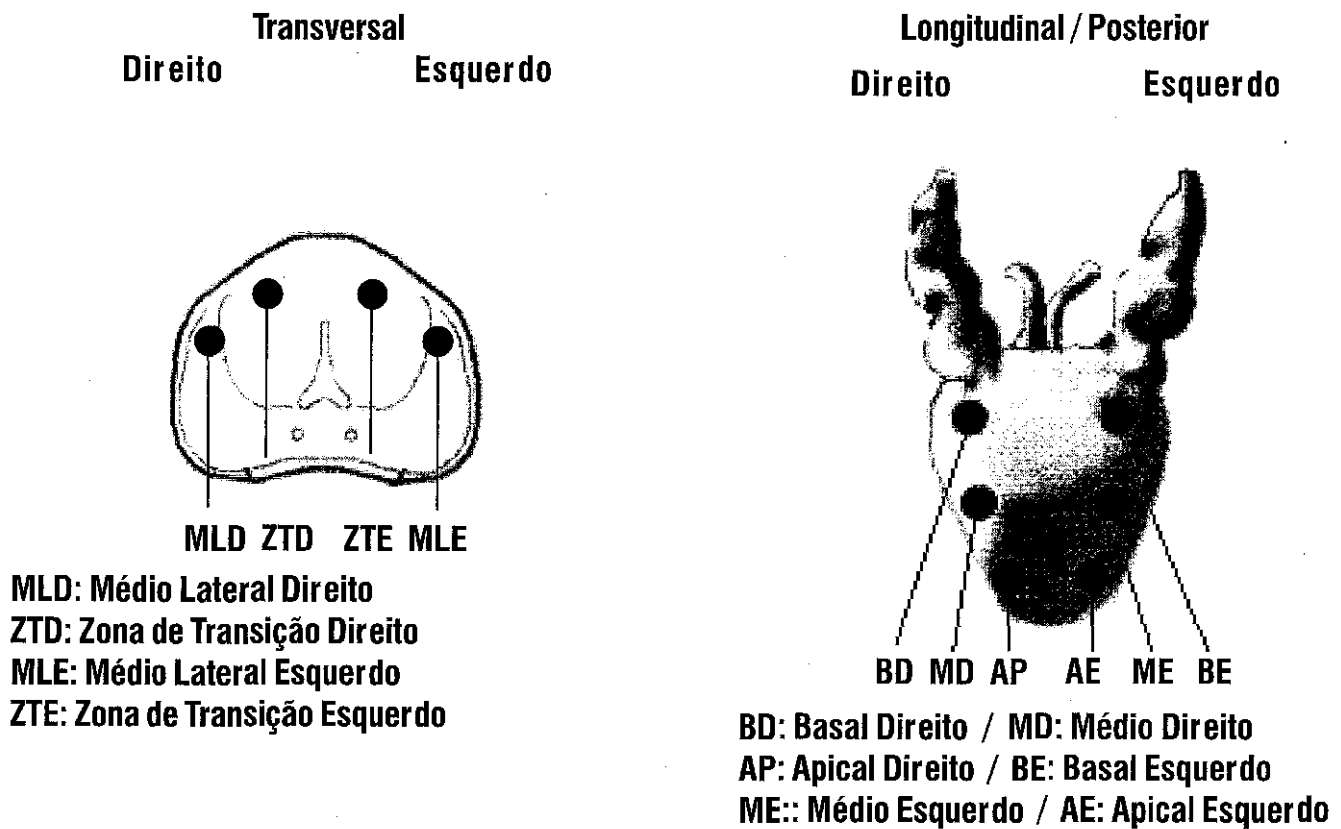 Transversal
Direito Esquerdo
MLD ZTD ZTE MLE
MLD: Médio Lateral Direito
ZTD: Zona de Transição Direito
MLE: Médio Lateral Esquerdo
ZTE: Zona de Transição Esquerdo
Longitudinal / Posterior
Direito Esquerdo
BD MD AP AE ME BE
BD: Basal Direito / MD: Médio Direito
AP: Apical Direito / BE: Basal Esquerdo
ME:: Médio Esquerdo / AE: Apical Esquerdo